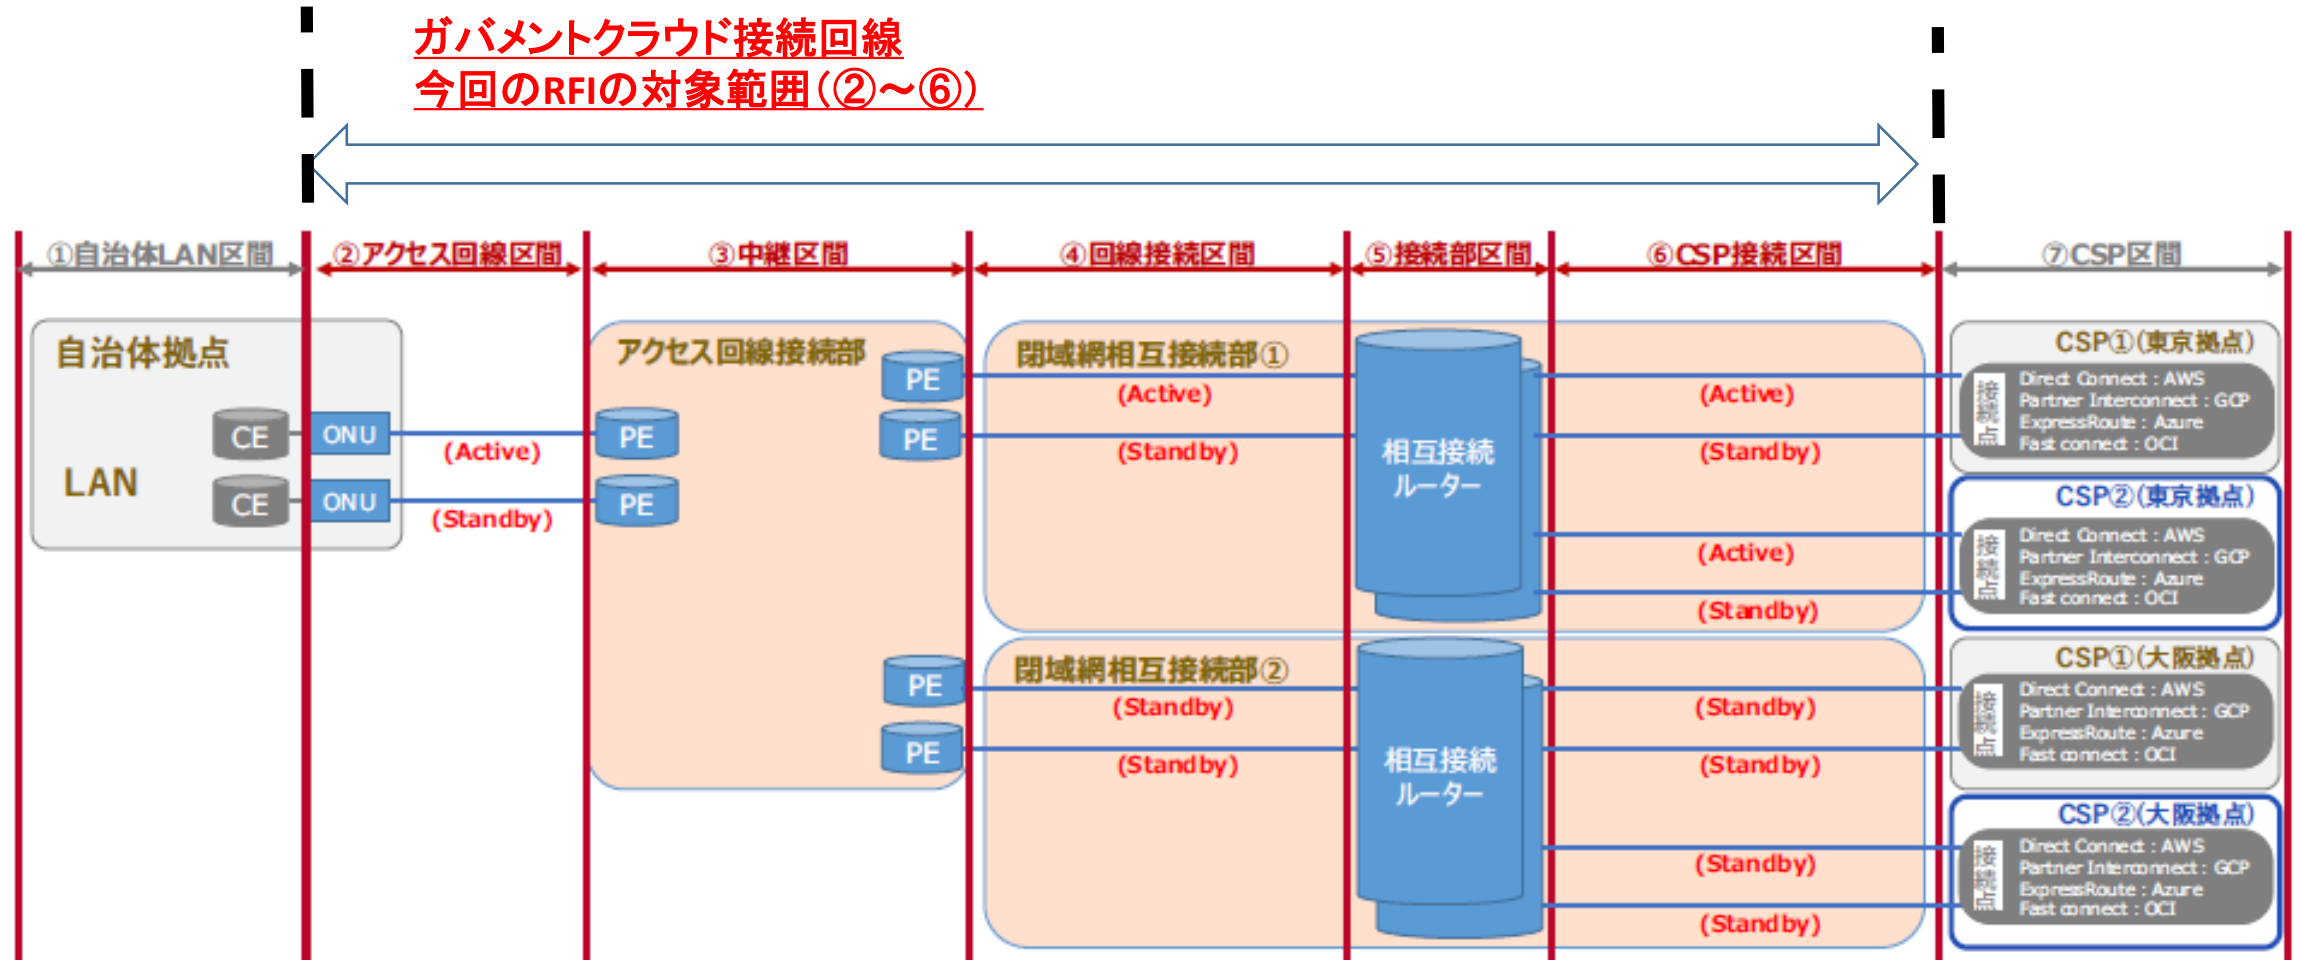 ガバメントクラウド接続回線
今回のRFIの対象範囲(②～⑥)
①自治体LAN区間
②アクセス回線区間
③中継区間
④回線接続区間
⑤接続部区間
⑥CSP接続区間
⑦CSP区間
自治体拠点
LAN
CE
ONU
(Active)
CE
ONU
(Standby)
アクセス回線接続部
PE
PE
PE
PE
PE
PE
閉域網相互接続部①
(Active)
(Standby)
相互接続
ルーター
(Active)
(Standby)
(Active)
(Standby)
閉域網相互接続部②
(Standby)
(Standby)
相互接続
ルーター
(Standby)
(Standby)
(Standby)
(Standby)
CSP①(東京拠点)
接続点
Direct Connect : AWS
Partner Interconnect : GCP
ExpressRoute : Azure
Fast connect : OCI
CSP②(東京拠点)
接続点
Direct Connect : AWS
Partner Interconnect : GCP
ExpressRoute : Azure
Fast connect : OCI
CSP①(大阪拠点)
接続点
Direct Connect : AWS
Partner Interconnect : GCP
ExpressRoute : Azure
Fast connect : OCI
CSP②(大阪拠点)
接続点
Direct Connect : AWS
Partner Interconnect : GCP
ExpressRoute : Azure
Fast connect : OCI